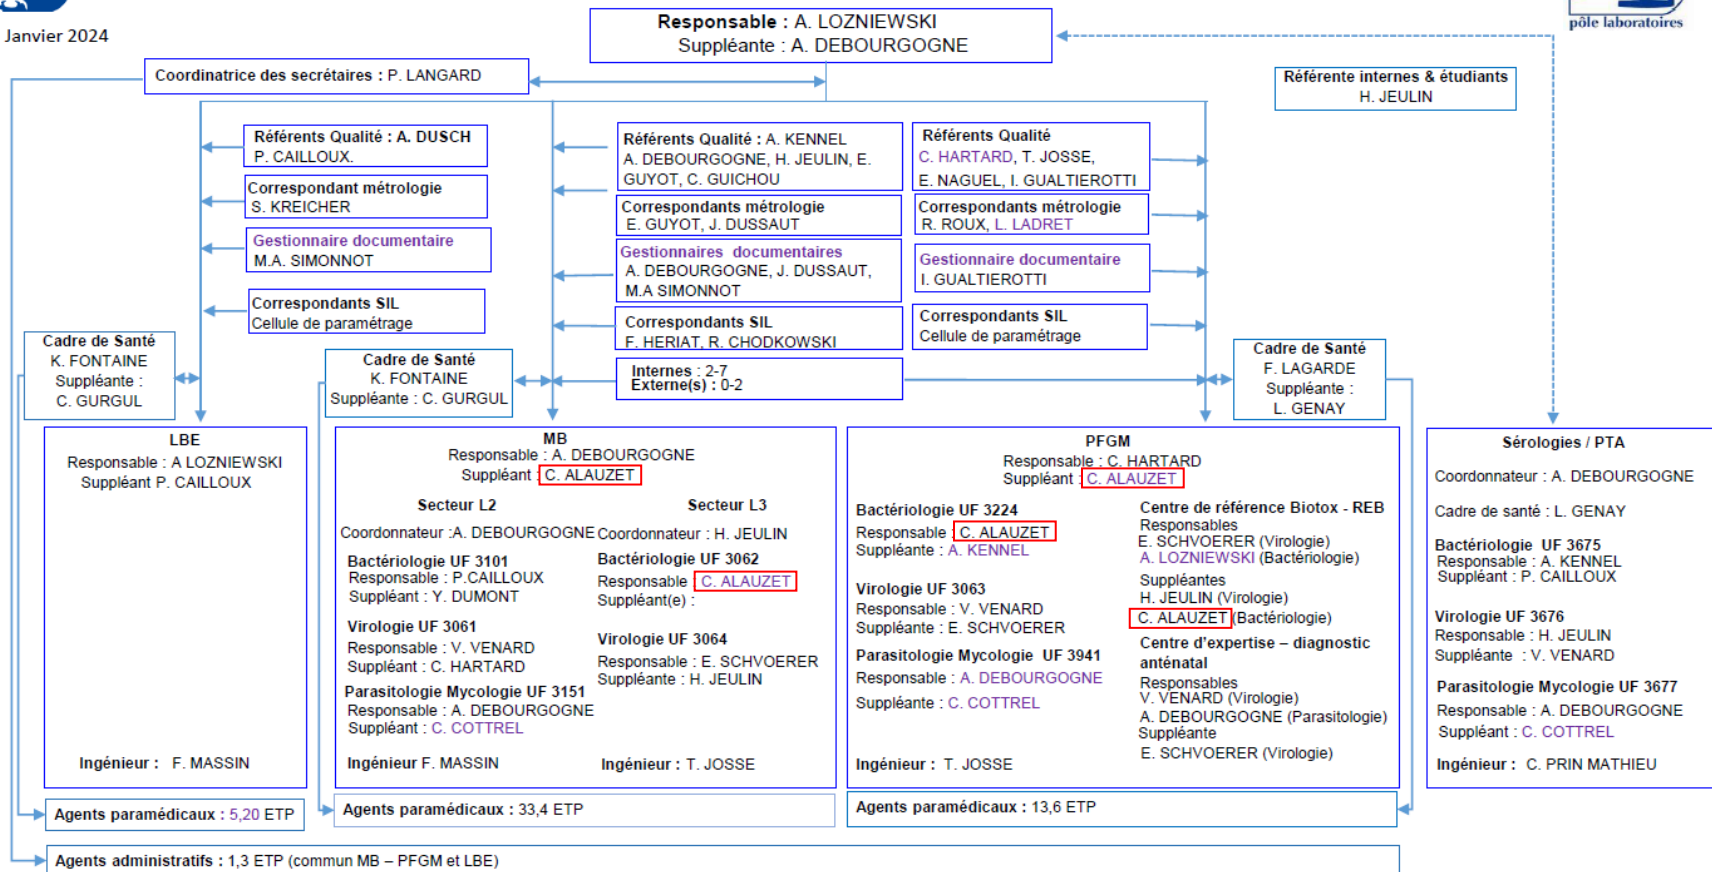 Janvier 2024
Responsable : A. LOZNIEWSKI
Suppléante : A. DEBOURGOGNE
pôle laboratoires
Coordinatrice des secrétaires : P. LANGARD
Référente internes & étudiants
H. JEULIN
Référents Qualité : A. DUSCH
P. CAILLOUX.
Correspondant métrologie
S. KREICHER
Gestionnaire documentaire
M.A. SIMONNOT
Correspondants SIL
Cellule de paramétrage
Référents Qualité : A. KENNEL
A. DEBOURGOGNE, H. JEULIN, E.
GUYOT, C. GUICHOU
Correspondants métrologie
E. GUYOT, J. DUSSAUT
Gestionnaires documentaires
A. DEBOURGOGNE, J. DUSSAUT,
M.A SIMONNOT
Correspondants SIL
F. HERIAT, R. CHODKOWSKI
Internes : 2-7
Externe(s) : 0-2
Référents Qualité
C. HARTARD, T. JOSSE,
E. NAGUEL, I. GUALTIEROTTI
Correspondants métrologie
R. ROUX, L. LADRET
Gestionnaire documentaire
I. GUALTIEROTTI
Correspondants SIL
Cellule de paramétrage
Cadre de Santé
K. FONTAINE
Suppléante :
C. GURGUL
Cadre de Santé
K. FONTAINE
Suppléante : C. GURGUL
Cadre de Santé
F. LAGARDE
Suppléante :
L. GENAY
LBE
Responsable : A LOZNIEWSKI
Suppléant P. CAILLOUX
Ingénieur : F. MASSIN
MB
Responsable : A. DEBOURGOGNE
Suppléant : C. ALAUZET
Secteur L2
Coordonnateur :A. DEBOURGOGNE
Bactériologie UF 3101
Responsable : P.CAILLOUX
Suppléant : Y. DUMONT
Virologie UF 3061
Responsable : V. VENARD
Suppléant : C. HARTARD
Parasitologie Mycologie UF 3151
Responsable : A. DEBOURGOGNE
Suppléant : C. COTTREL
Ingénieur F. MASSIN
Secteur L3
Coordonnateur : H. JEULIN
Bactériologie UF 3062
Responsable : C. ALAUZET
Suppléant(e) :
Virologie UF 3064
Responsable : E. SCHVOERER
Suppléante : H. JEULIN
Ingénieur : T. JOSSE
PFGM
Responsable : C. HARTARD
Suppléant : C. ALAUZET
Bactériologie UF 3224
Responsable : C. ALAUZET
Suppléante : A. KENNEL
Virologie UF 3063
Responsable : V. VENARD
Suppléante : E. SCHVOERER
Parasitologie Mycologie UF 3941
Responsable : A. DEBOURGOGNE
Suppléante : C. COTTREL
Ingénieur : T. JOSSE
Centre de référence Biotox - REB
Responsables
E. SCHVOERER (Virologie)
A. LOZNIEWSKI (Bactériologie)
Suppléantes
H. JEULIN (Virologie)
C. ALAUZET (Bactériologie)
Centre d'expertise – diagnostic
anténatal
Responsables
V. VENARD (Virologie)
A. DEBOURGOGNE (Parasitologie)
Suppléante
E. SCHVOERER (Virologie)
Sérologies / PTA
Coordonnateur : A. DEBOURGOGNE
Cadre de santé : L. GENAY
Bactériologie UF 3675
Responsable : A. KENNEL
Suppléant : P. CAILLOUX
Virologie UF 3676
Responsable : H. JEULIN
Suppléante : V. VENARD
Parasitologie Mycologie UF 3677
Responsable : A. DEBOURGOGNE
Suppléant : C. COTTREL
Ingénieur : C. PRIN MATHIEU
Agents paramédicaux : 5,20 ETP
Agents paramédicaux : 33,4 ETP
Agents paramédicaux : 13,6 ETP
Agents administratifs : 1,3 ETP (commun MB – PFGM et LBE)